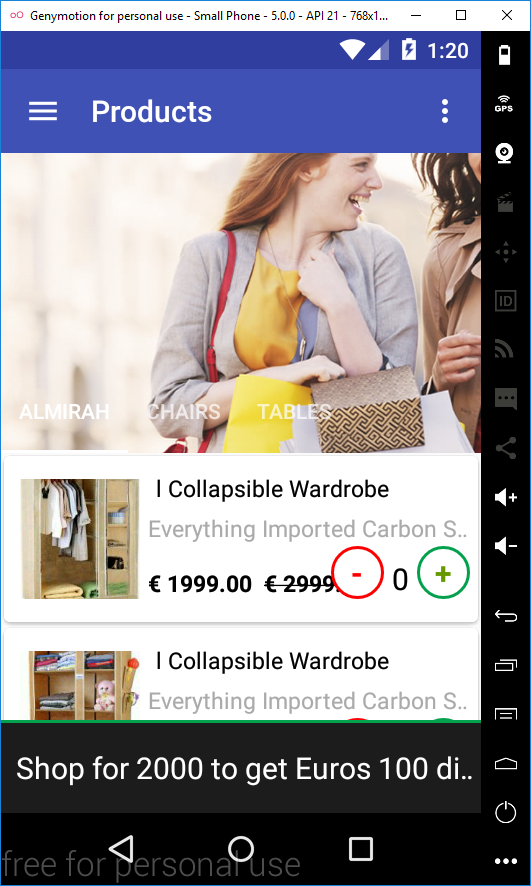 Genymotion for personal use - Small Phone - 5.0.0 - API 21 - 768x1...
1:20
Products
GPS
ID
ALMIRAH CHAIRS TABLES
l Collapsible Wardrobe
Everything Imported Carbon S..
€ 1999.00 € 2999. - 0 +
l Collapsible Wardrobe
Everything Imported Carbon S..
Shop for 2000 to get Euros 100 di..
free for personal use